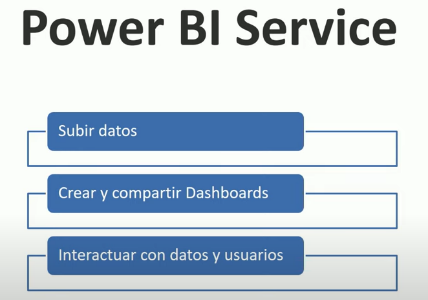 Power BI Service
Subir datos
Crear y compartir Dashboards
Interactuar con datos y usuarios